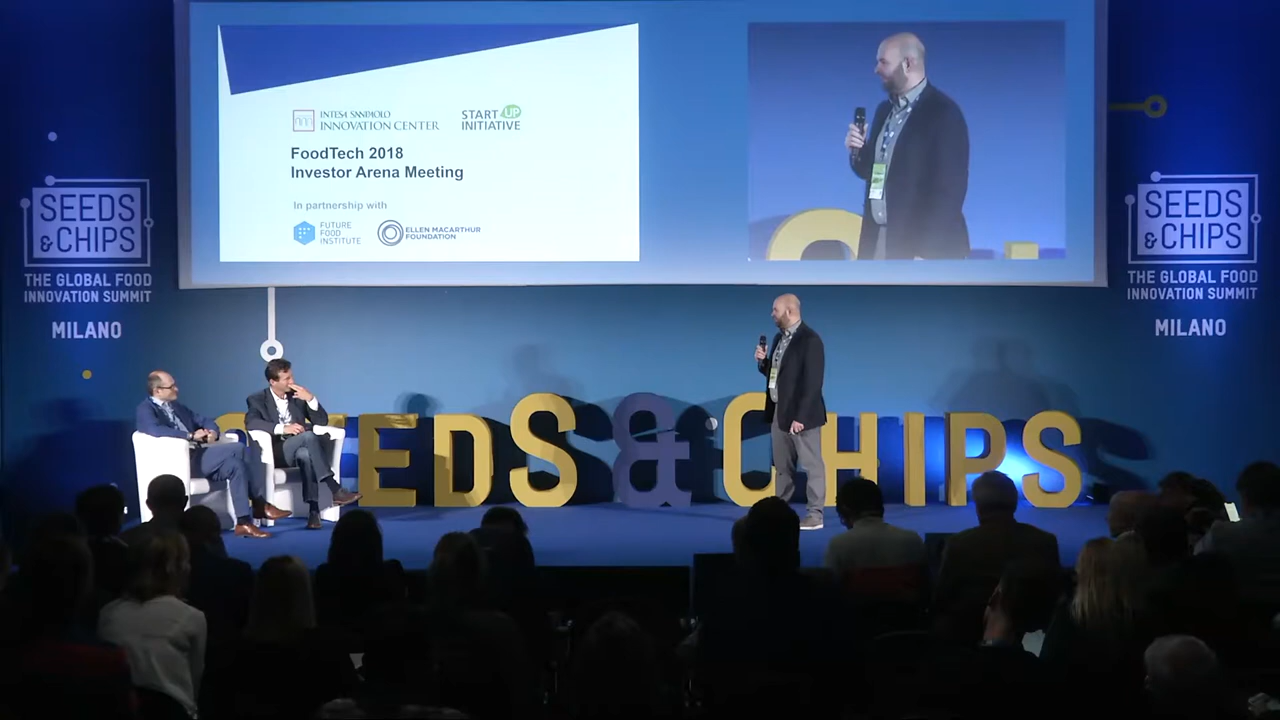 INTESA SANPAOLO
INNOVATION CENTER
START UP
INITIATIVE
FoodTech 2018
Investor Arena Meeting
In partnership with
FUTURE
FOOD
INSTITUTE
ELLEN MACARTHUR
FOUNDATION
SEEDS
& CHIPS
THE GLOBAL FOOD
INNOVATION SUMMIT
MILANO
SEEDS
& CHIPS
THE GLOBAL FOOD
INNOVATION SUMMIT
MILANO
SEEDS & CHIPS